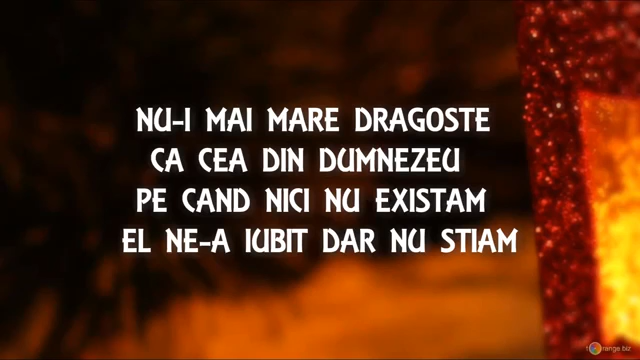 NU-I MAI MARE DRAGOSTE
CA CEA DIN DUMNEZEU
PE CAND NICI NU EXISTAM
EL NE-A IUBIT DAR NU STIAM